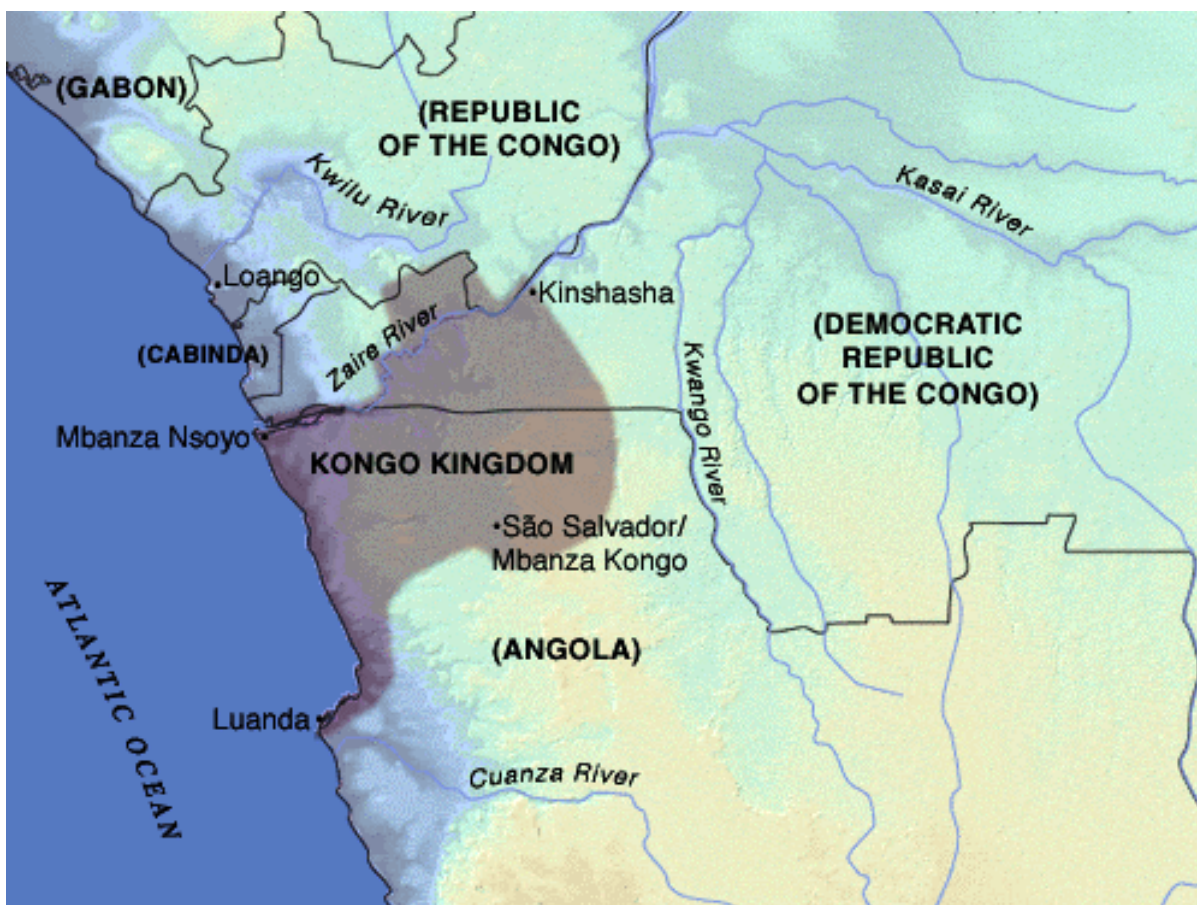 (GABON)
(REPUBLIC
OF THE CONGO)
Kwilu River
Kasai River
Loango
Kinshasha
(CABINDA)
Zaire River
(DEMOCRATIC
REPUBLIC
OF THE CONGO)
Kwango River
Mbanza Nsoyo
KONGO KINGDOM
São Salvador/
Mbanza Kongo
ATLANTIC OCEAN
(ANGOLA)
Luanda
Cuanza River